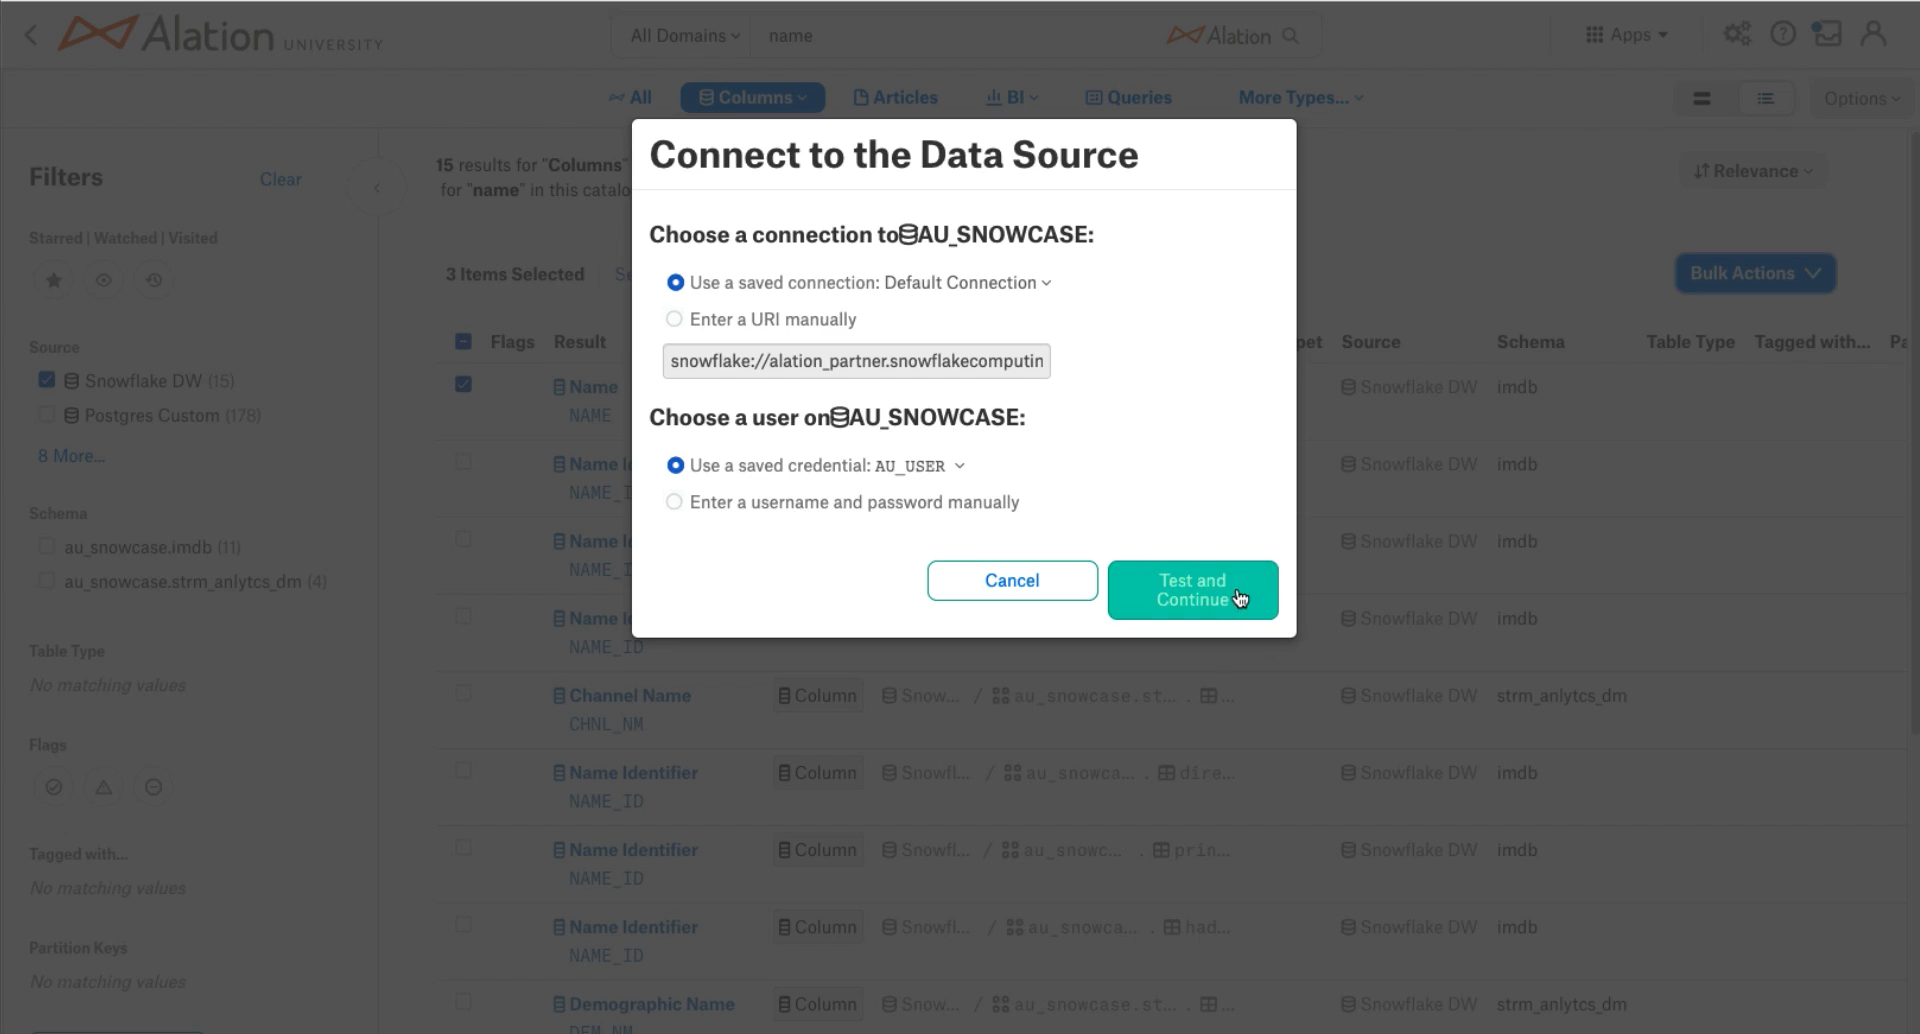 Alation UNIVERSITY
All Domains
name
Alation
Apps
All
Columns
Articles
BI
Queries
More Types...
Options
Filters
Clear
Starred | Watched | Visited
Source
Snowflake DW (15)
Postgres Custom (178)
8 More...
Schema
au_snowcase.imdb (11)
au_snowcase.strm_anlytcs_dm (4)
Table Type
No matching values
Flags
Tagged with...
No matching values
Partition Keys
No matching values
15 results for "Columns"
for "name" in this catalo
Relevance
3 Items Selected
Bulk Actions
Flags Result Source Schema Table Type Tagged with...
Name Snowflake DW imdb
NAME
Name Snowflake DW imdb
NAME_I
Name Snowflake DW imdb
NAME_I
Name Snowflake DW imdb
NAME_ID
Channel Name Column Snow... / au_snowcase.st... . ... Snowflake DW strm_anlytcs_dm
CHNL_NM
Name Identifier Column Snowfl... / au_snowca... . dire... Snowflake DW imdb
NAME_ID
Name Identifier Column Snowfl... / au_snowc... . prin... Snowflake DW imdb
NAME_ID
Name Identifier Column Snowfl... / au_snowca... . had... Snowflake DW imdb
NAME_ID
Demographic Name Column Snow... / au_snowcase.st... . ... Snowflake DW strm_anlytcs_dm
DEM_NM
Connect to the Data Source
Choose a connection to AU_SNOWCASE:
Use a saved connection: Default Connection
Enter a URI manually
snowflake://alation_partner.snowflakecomputin
Choose a user on AU_SNOWCASE:
Use a saved credential: AU_USER
Enter a username and password manually
Cancel
Test and
Continue